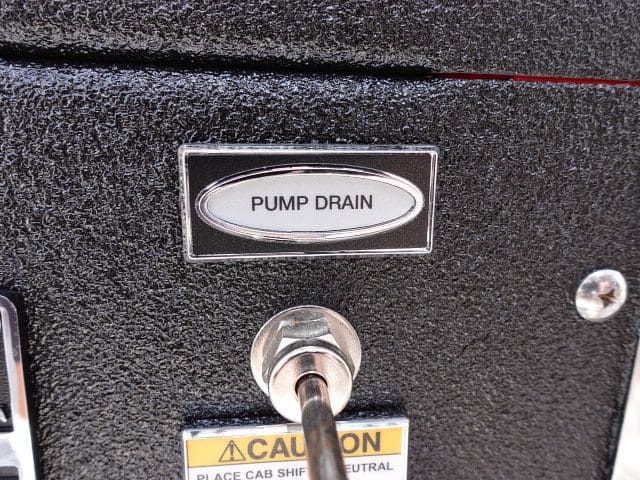 PUMP DRAIN
CAUTION
PLACE CAB SHIF NEUTRAL